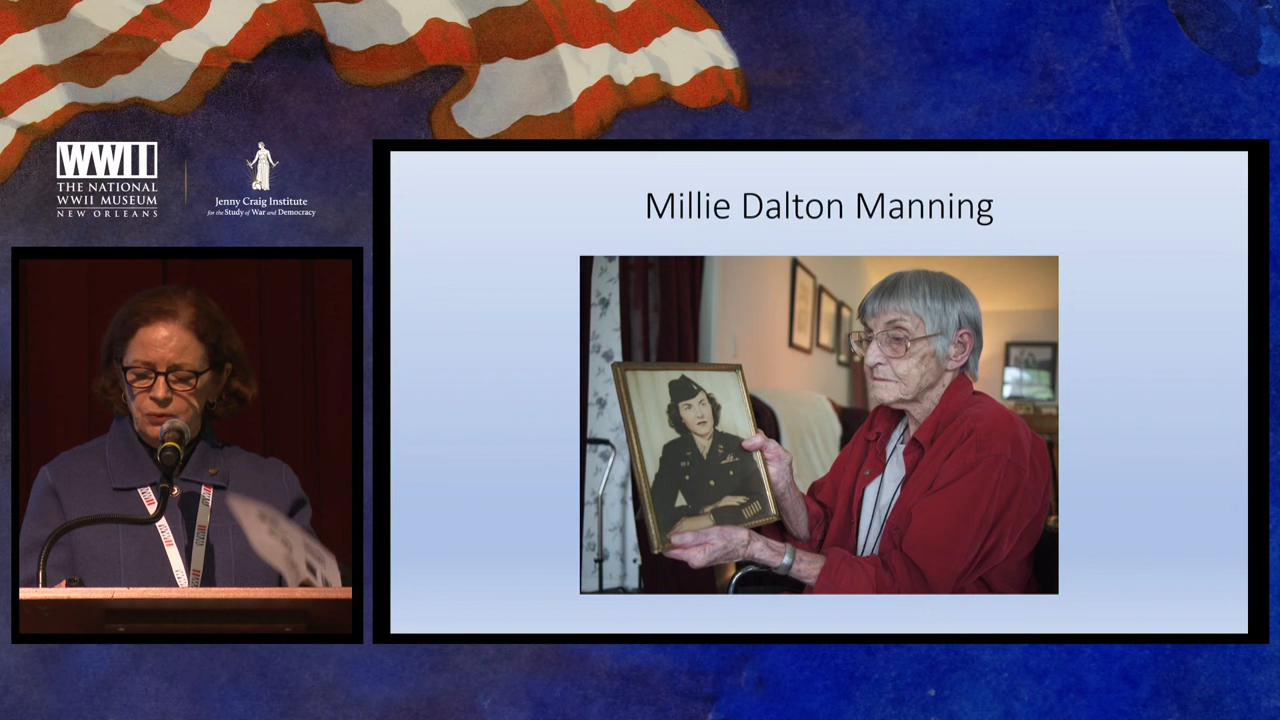 WWII
THE NATIONAL
WWII MUSEUM
NEW ORLEANS
Jenny Craig Institute
for the Study of War and Democracy
Millie Dalton Manning